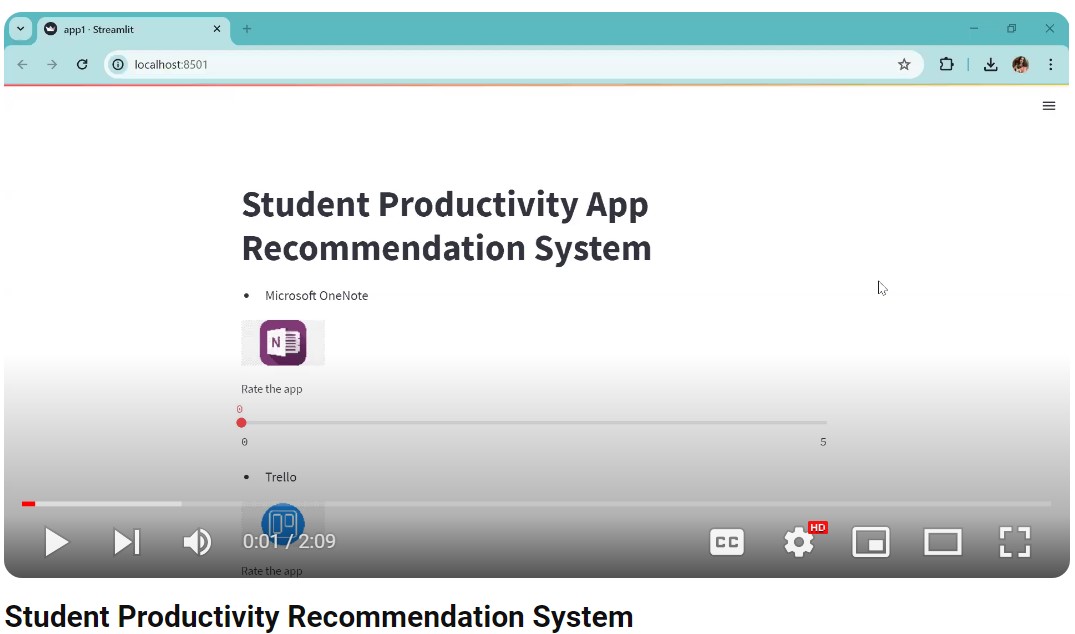 app1 · Streamlit
localhost:8501
Student Productivity App
Recommendation System
• Microsoft OneNote
N
Rate the app
0
0 5
• Trello
0:01 / 2:09
CC
HD
Rate the app
Student Productivity Recommendation System